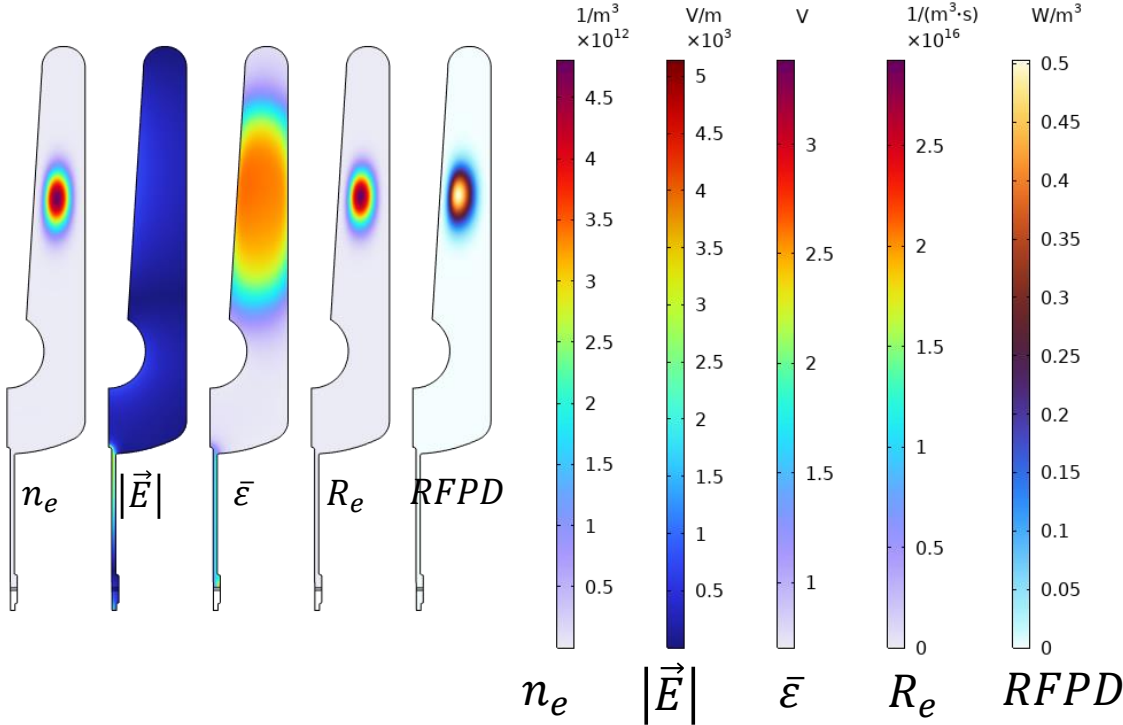 1/m³ V/m V 1/(m³·s) W/m³
×10¹² ×10³ ×10¹⁶
4.5 5 3 2.5 0.5
4 4.5 2.5 2 0.45
3.5 4 2 1.5 0.4
3 3.5 1.5 1 0.35
2.5 3 1 0.5 0.3
2 2.5 0 0.25
1.5 2 0.2
1 1.5 0.15
0.5 1 0.1
0.5 0.05
0
nₑ |E⃗| ε̄ Rₑ RFPD
nₑ |E⃗| ε̄ Rₑ RFPD